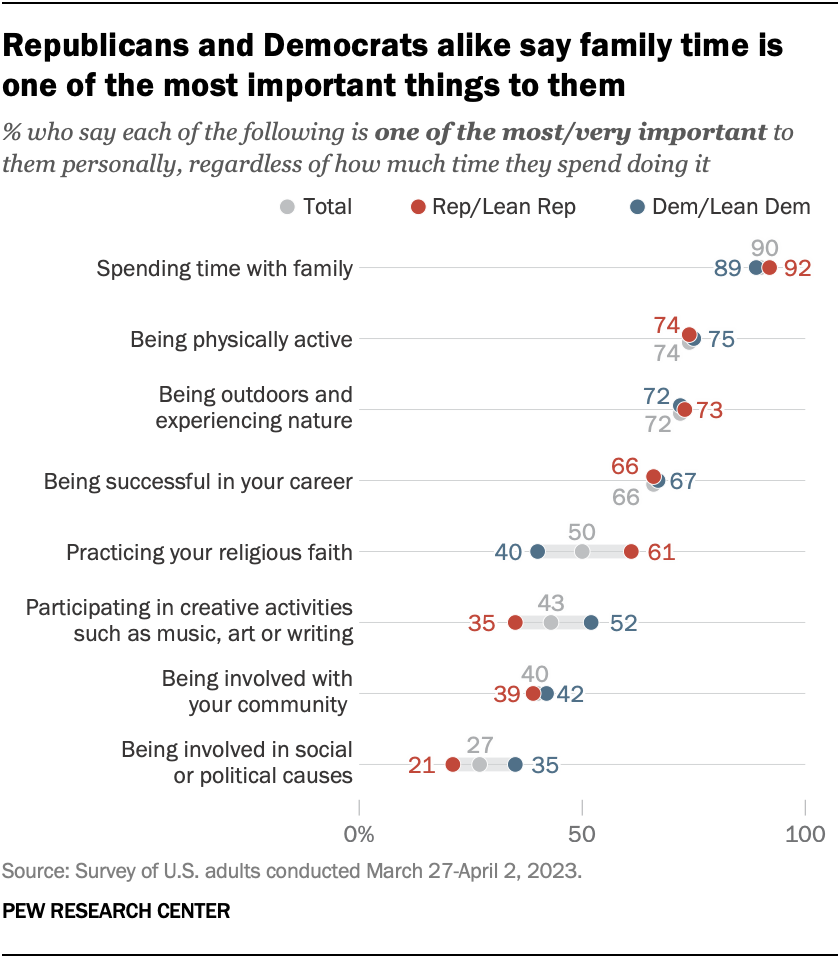 Republicans and Democrats alike say family time is
one of the most important things to them
% who say each of the following is one of the most/very important to
them personally, regardless of how much time they spend doing it
Total Rep/Lean Rep Dem/Lean Dem
90
Spending time with family 89 92
74
Being physically active 75
74
Being outdoors and 72
experiencing nature 73
72
66
Being successful in your career 67
66
50
Practicing your religious faith 40 61
Participating in creative activities 43
such as music, art or writing 35 52
Being involved with 40
your community 39 42
Being involved in social 27
or political causes 21 35
0% 50 100
Source: Survey of U.S. adults conducted March 27-April 2, 2023.
PEW RESEARCH CENTER